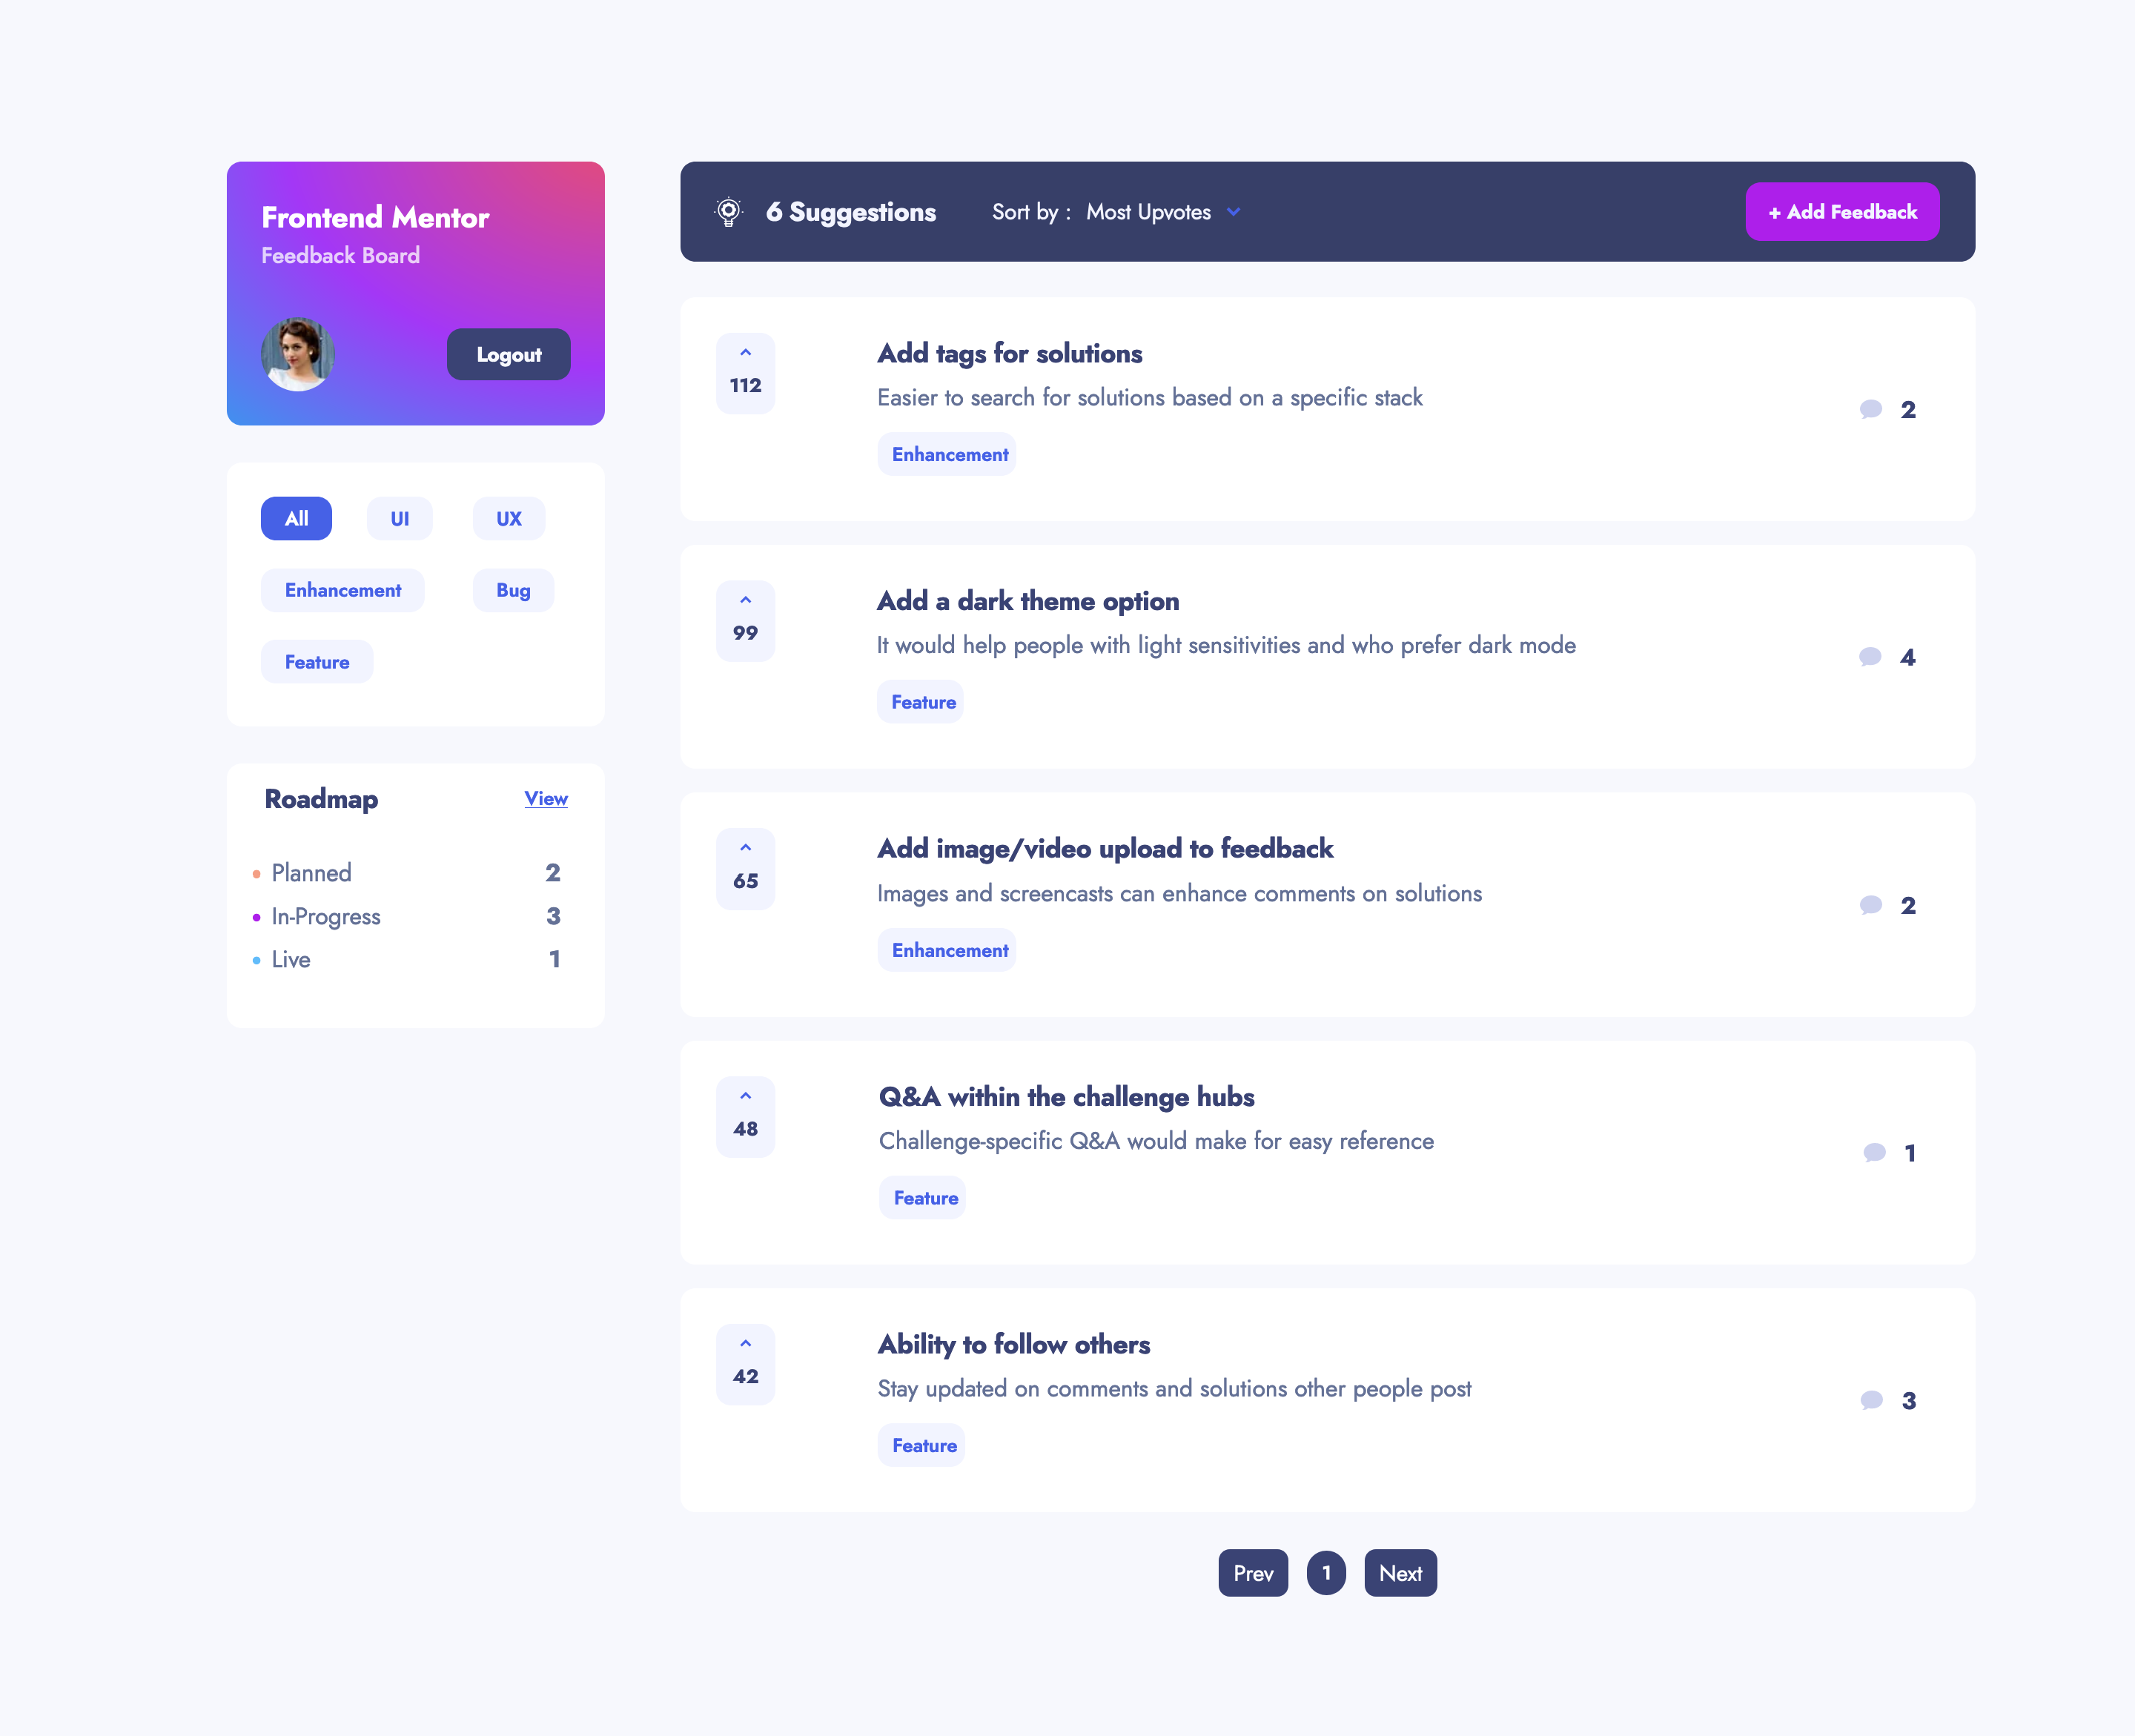 Frontend Mentor
Feedback Board
Logout
All
UI
UX
Enhancement
Bug
Feature
Roadmap
View
Planned
2
In-Progress
3
Live
1
6 Suggestions
Sort by : Most Upvotes
+ Add Feedback
112
Add tags for solutions
Easier to search for solutions based on a specific stack
Enhancement
2
99
Add a dark theme option
It would help people with light sensitivities and who prefer dark mode
Feature
4
65
Add image/video upload to feedback
Images and screencasts can enhance comments on solutions
Enhancement
2
48
Q&A within the challenge hubs
Challenge-specific Q&A would make for easy reference
Feature
1
42
Ability to follow others
Stay updated on comments and solutions other people post
Feature
3
Prev
1
Next